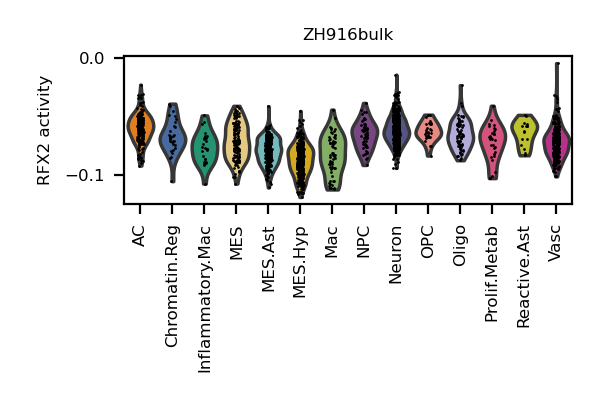 ZH916bulk
RFX2 activity
0.0
−0.1
AC
Chromatin.Reg
Inflammatory.Mac
MES
MES.Ast
MES.Hyp
Mac
NPC
Neuron
OPC
Oligo
Prolif.Metab
Reactive.Ast
Vasc